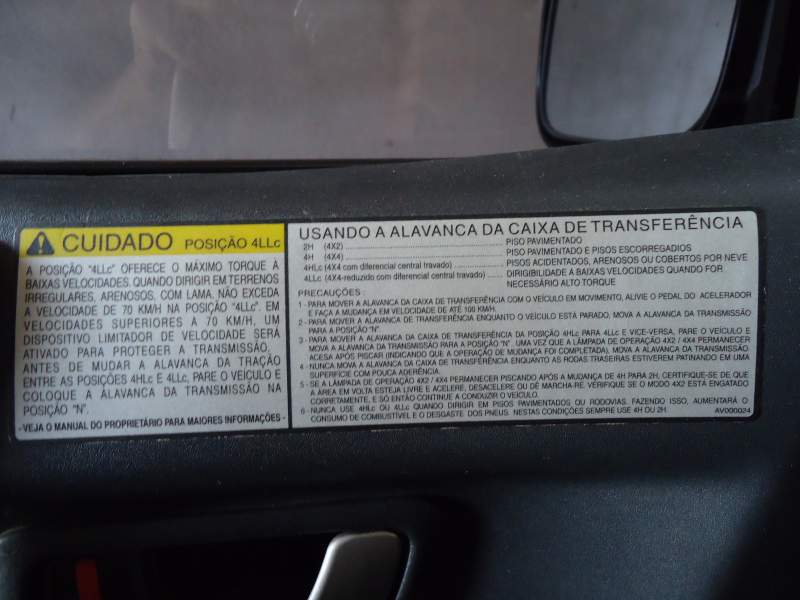 CUIDADO POSIÇÃO 4LLc
A POSIÇÃO "4LLc" OFERECE O MÁXIMO TORQUE À
BAIXAS VELOCIDADES. QUANDO DIRIGIR EM TERRENOS
IRREGULARES, ARENOSOS, COM LAMA, NÃO EXCEDA
A VELOCIDADE DE 70 KM/H NA POSIÇÃO "4LLc". EM
VELOCIDADES SUPERIORES A 70 KM/H, UM
DISPOSITIVO LIMITADOR DE VELOCIDADE SERÁ
ATIVADO PARA PROTEGER A TRANSMISSÃO.
ANTES DE MUDAR A ALAVANCA DA TRAÇÃO
ENTRE AS POSIÇÕES 4HLc E 4LLc, PARE O VEÍCULO E
COLOQUE A ALAVANCA DA TRANSMISSÃO NA
POSIÇÃO "N".
- VEJA O MANUAL DO PROPRIETÁRIO PARA MAIORES INFORMAÇÕES -
USANDO A ALAVANCA DA CAIXA DE TRANSFERÊNCIA
2H (4X2) PISO PAVIMENTADO
4H (4X4) PISO PAVIMENTADO E PISOS ESCORREGADIOS
4HLc (4X4 com diferencial central travado) PISOS ACIDENTADOS, ARENOSOS OU COBERTOS POR NEVE
4LLc (4X4-reduzido com diferencial central travado) DIRIGIBILIDADE À BAIXAS VELOCIDADES QUANDO FOR
NECESSÁRIO ALTO TORQUE
PRECAUÇÕES :
1 - PARA MOVER A ALAVANCA DA CAIXA DE TRANSFERÊNCIA COM O VEÍCULO EM MOVIMENTO, ALIVIE O PEDAL DO ACELERADOR
E FAÇA A MUDANÇA EM VELOCIDADE DE ATÉ 100 KM/H.
2 - PARA MOVER A ALAVANCA DE TRANSFERÊNCIA ENQUANTO O VEÍCULO ESTÁ PARADO, MOVA A ALAVANCA DA TRANSMISSÃO
PARA A POSIÇÃO "N".
3 - PARA MOVER A ALAVANCA DA CAIXA DE TRANSFERÊNCIA DA POSIÇÃO 4HLc PARA 4LLc E VICE-VERSA, PARE O VEÍCULO E
MOVA A ALAVANCA DA TRANSMISSÃO PARA A POSIÇÃO "N". UMA VEZ QUE A LÂMPADA DE OPERAÇÃO 4X2 / 4X4 PERMANECER
ACESA APÓS PISCAR (INDICANDO QUE A OPERAÇÃO DE MUDANÇA FOI COMPLETADA), MOVA A ALAVANCA DE TRANSMISSÃO.
4 - NUNCA MOVA A ALAVANCA DA CAIXA DE TRANSFERÊNCIA ENQUANTO AS RODAS TRASEIRAS ESTIVEREM PATINANDO EM UMA
SUPERFÍCIE COM POUCA ADERÊNCIA.
5 - SE A LÂMPADA DE OPERAÇÃO 4X2 / 4X4 PERMANECER PISCANDO APÓS A MUDANÇA DE 4H PARA 2H, CERTIFIQUE-SE DE QUE
A ÁREA EM VOLTA ESTEJA LIVRE E ACELERE, DESACELERE OU DÊ MARCHA-RÉ. VERIFIQUE SE O MODO 4X2 ESTÁ ENGATADO
CORRETAMENTE, E SÓ ENTÃO CONTINUE A CONDUZIR O VEÍCULO.
6 - NUNCA USE 4HLc OU 4LLc QUANDO DIRIGIR EM PISOS PAVIMENTADOS OU RODOVIAS. FAZENDO ISSO, AUMENTARÁ O
CONSUMO DE COMBUSTÍVEL E O DESGASTE DOS PNEUS. NESTAS CONDIÇÕES SEMPRE USE 4H OU 2H.
AV000024